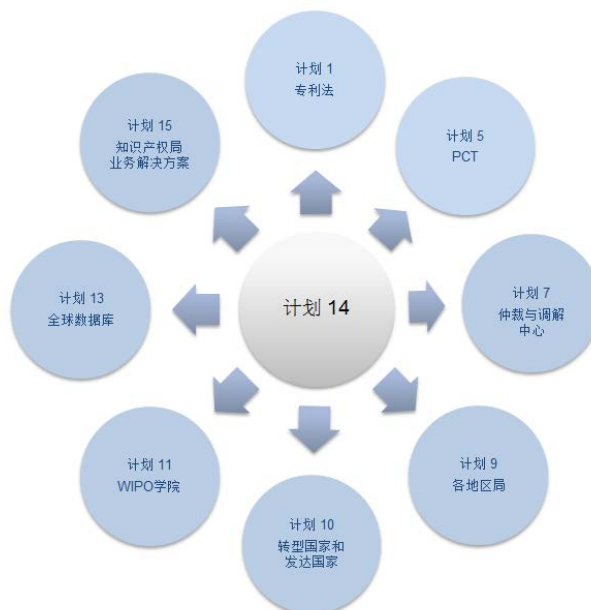 计划 1
专利法
计划 15
知识产权局
业务解决方案
计划 5
PCT
计划 14
计划 13
全球数据库
计划 7
仲裁与调解
中心
计划 11
WIPO学院
计划 9
各地区局
计划 10
转型国家和
发达国家